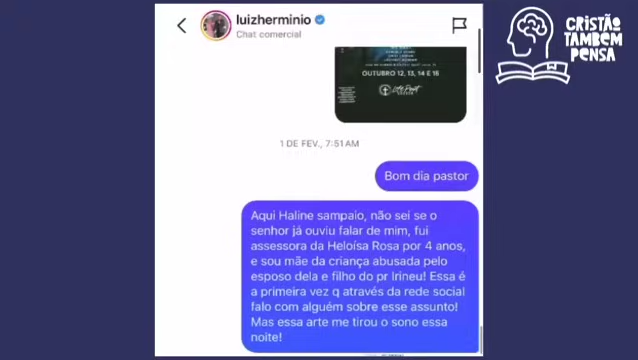 luizherminio
Chat comercial
OUTUBRO 12, 13, 14 E 15
1 DE FEV., 7:51 AM
Bom dia pastor
Aqui Haline sampaio, não sei se o
senhor já ouviu falar de mim, fui
assessora da Heloísa Rosa por 4 anos,
e sou mãe da criança abusada pelo
esposo dela e filho do pr Irineu! Essa é
a primeira vez q através da rede social
falo com alguém sobre esse assunto!
Mas essa arte me tirou o sono essa
noite!
CRISTÃO
TAMBÉM
PENSA